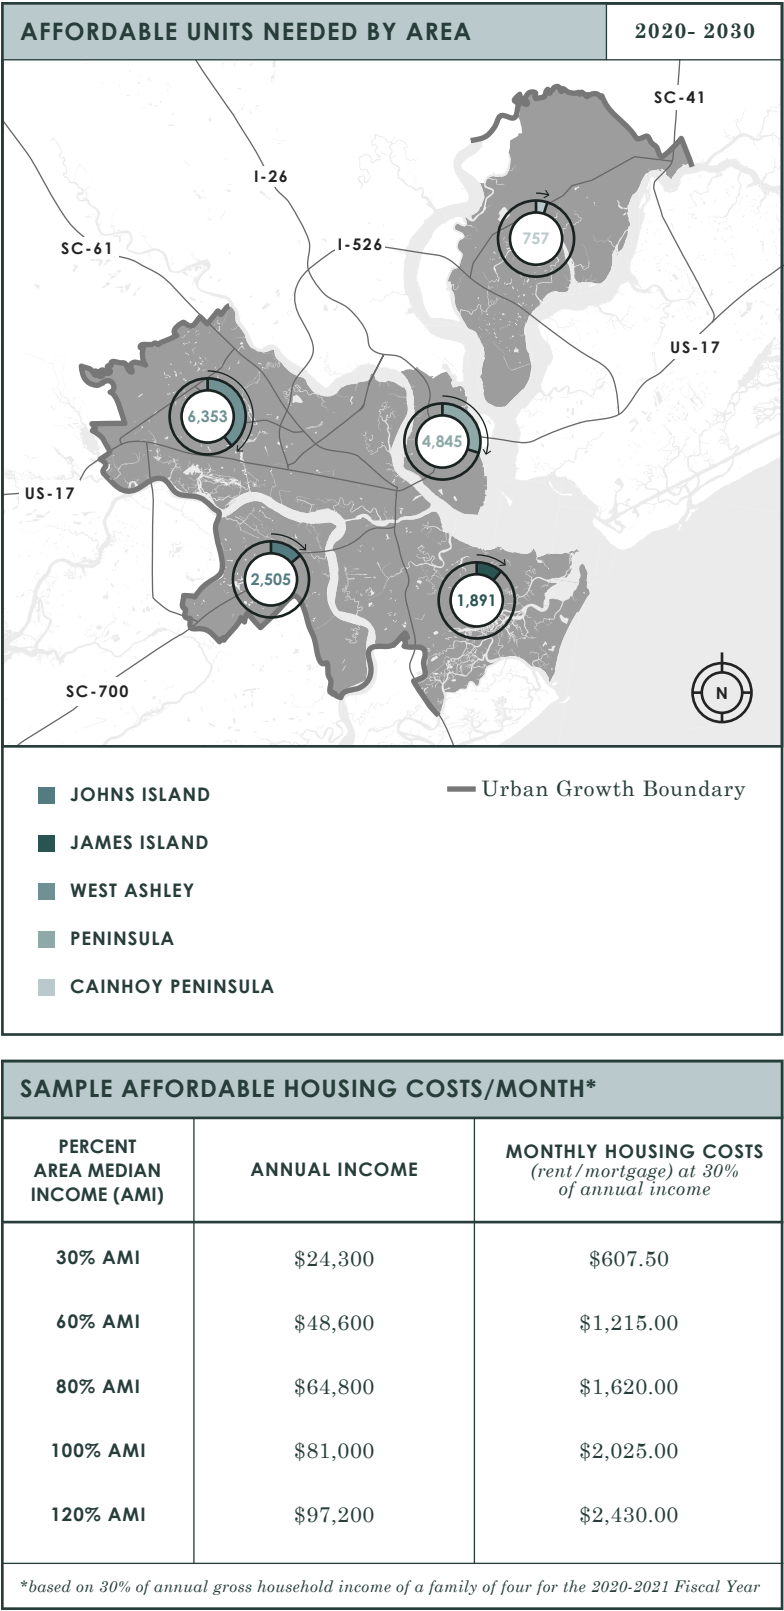 AFFORDABLE UNITS NEEDED BY AREA
2020- 2030
SC-41
I-26
SC-61
I-526
757
US-17
6,353
4,845
US-17
2,505
1,891
SC-700
N
JOHNS ISLAND
Urban Growth Boundary
JAMES ISLAND
WEST ASHLEY
PENINSULA
CAINHOY PENINSULA
SAMPLE AFFORDABLE HOUSING COSTS/MONTH*
PERCENT
AREA MEDIAN
INCOME (AMI)
ANNUAL INCOME
MONTHLY HOUSING COSTS
(rent/mortgage) at 30%
of annual income
30% AMI $24,300 $607.50
60% AMI $48,600 $1,215.00
80% AMI $64,800 $1,620.00
100% AMI $81,000 $2,025.00
120% AMI $97,200 $2,430.00
*based on 30% of annual gross household income of a family of four for the 2020-2021 Fiscal Year